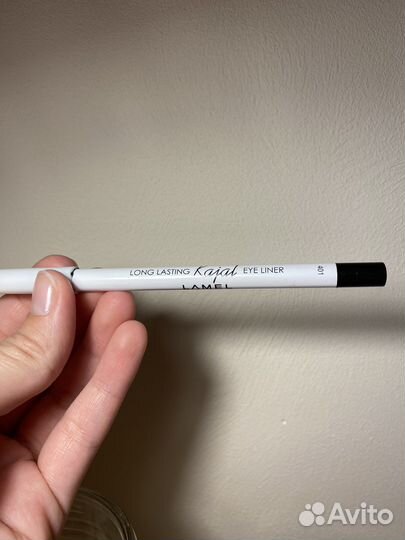 LONG LASTING Kajal EYE LINER
LAMEL
401
Avito